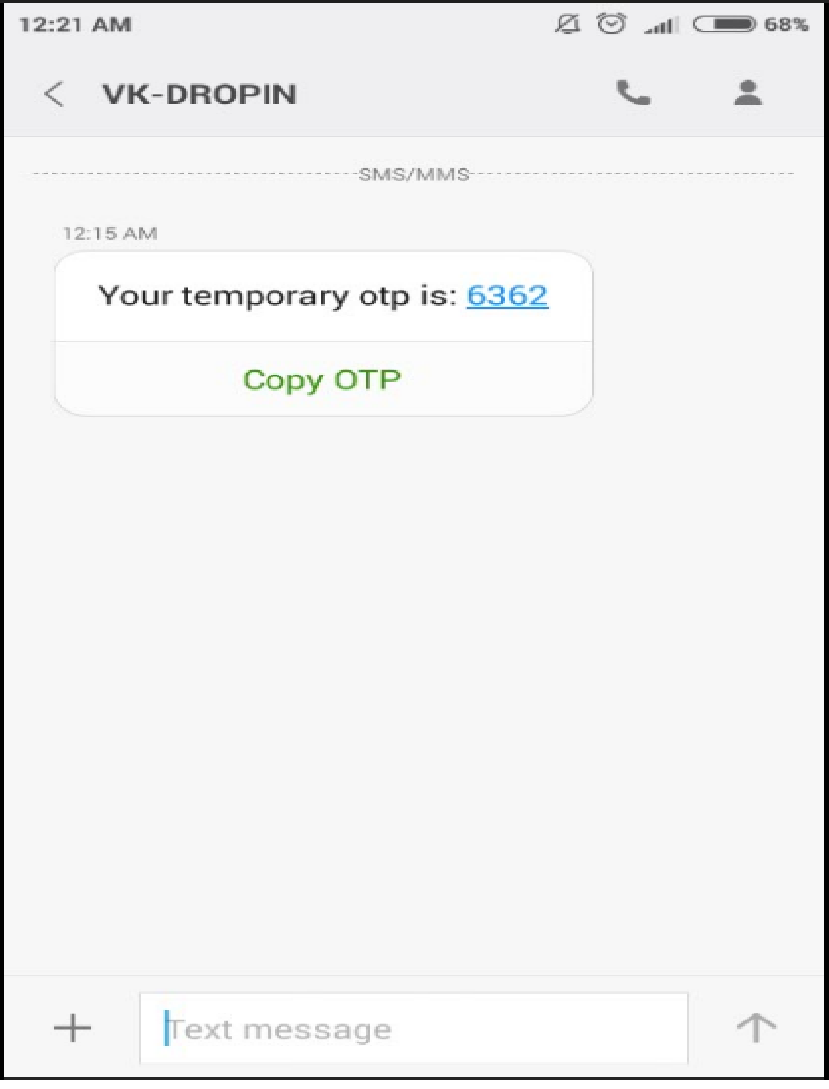 12:21 AM 68%
VK-DROPIN
SMS/MMS
12:15 AM
Your temporary otp is: 6362
Copy OTP
Text message